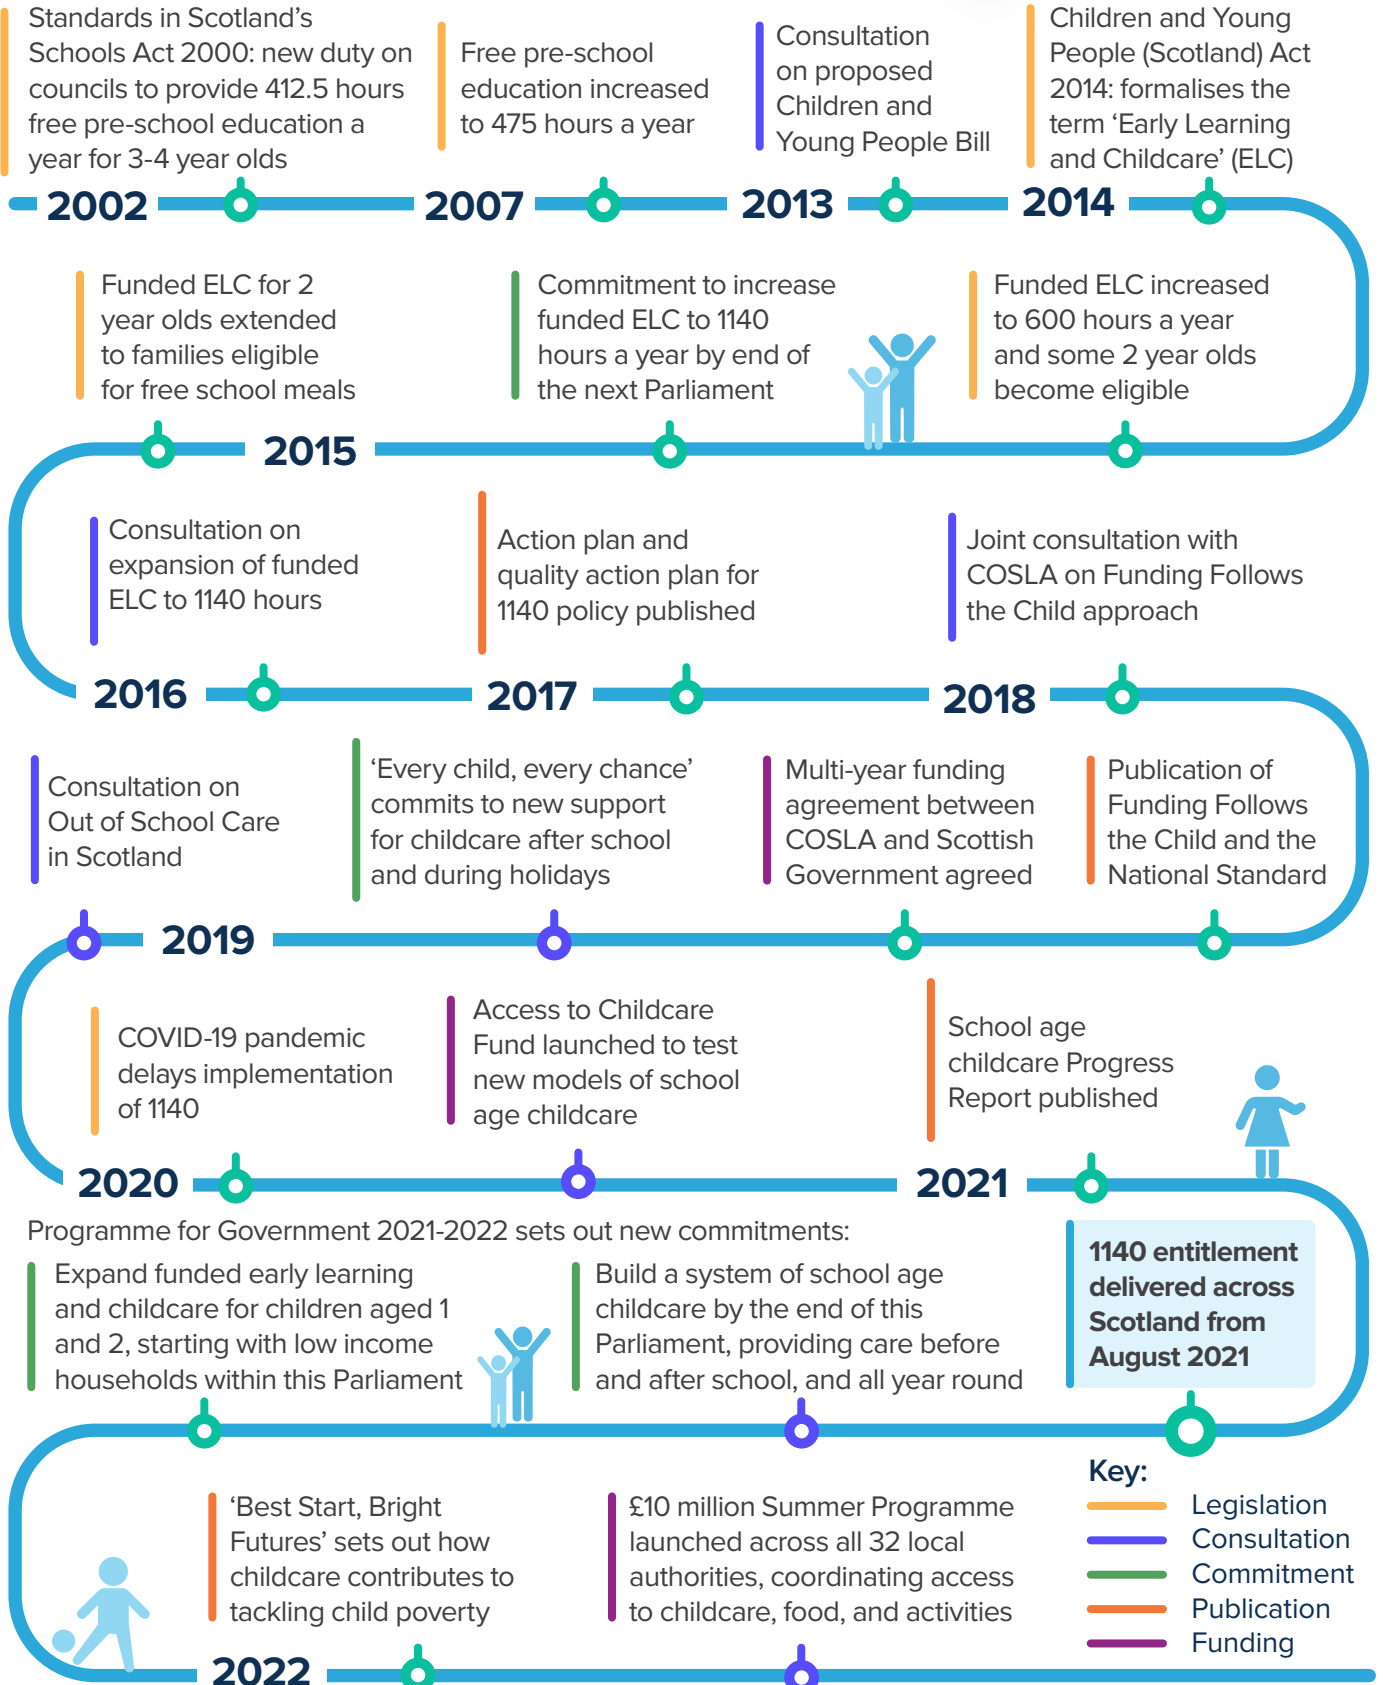 Standards in Scotland’s
Schools Act 2000: new duty on
councils to provide 412.5 hours
free pre-school education a
year for 3-4 year olds
2002
Free pre-school
education increased
to 475 hours a year
2007
Consultation
on proposed
Children and
Young People Bill
2013
Children and Young
People (Scotland) Act
2014: formalises the
term ‘Early Learning
and Childcare’ (ELC)
2014
Funded ELC increased
to 600 hours a year
and some 2 year olds
become eligible
Commitment to increase
funded ELC to 1140
hours a year by end of
the next Parliament
2015
Funded ELC for 2
year olds extended
to families eligible
for free school meals
2016
Consultation on
expansion of funded
ELC to 1140 hours
2017
Action plan and
quality action plan for
1140 policy published
2018
Joint consultation with
COSLA on Funding Follows
the Child approach
Publication of
Funding Follows
the Child and the
National Standard
Multi-year funding
agreement between
COSLA and Scottish
Government agreed
‘Every child, every chance’
commits to new support
for childcare after school
and during holidays
2019
Consultation on
Out of School Care
in Scotland
2020
COVID-19 pandemic
delays implementation
of 1140
Access to Childcare
Fund launched to test
new models of school
age childcare
2021
School age
childcare Progress
Report published
1140 entitlement
delivered across
Scotland from
August 2021
Programme for Government 2021-2022 sets out new commitments:
Build a system of school age
childcare by the end of this
Parliament, providing care before
and after school, and all year round
Expand funded early learning
and childcare for children aged 1
and 2, starting with low income
households within this Parliament
2022
‘Best Start, Bright
Futures’ sets out how
childcare contributes to
tackling child poverty
£10 million Summer Programme
launched across all 32 local
authorities, coordinating access
to childcare, food, and activities
Key:
Legislation
Consultation
Commitment
Publication
Funding